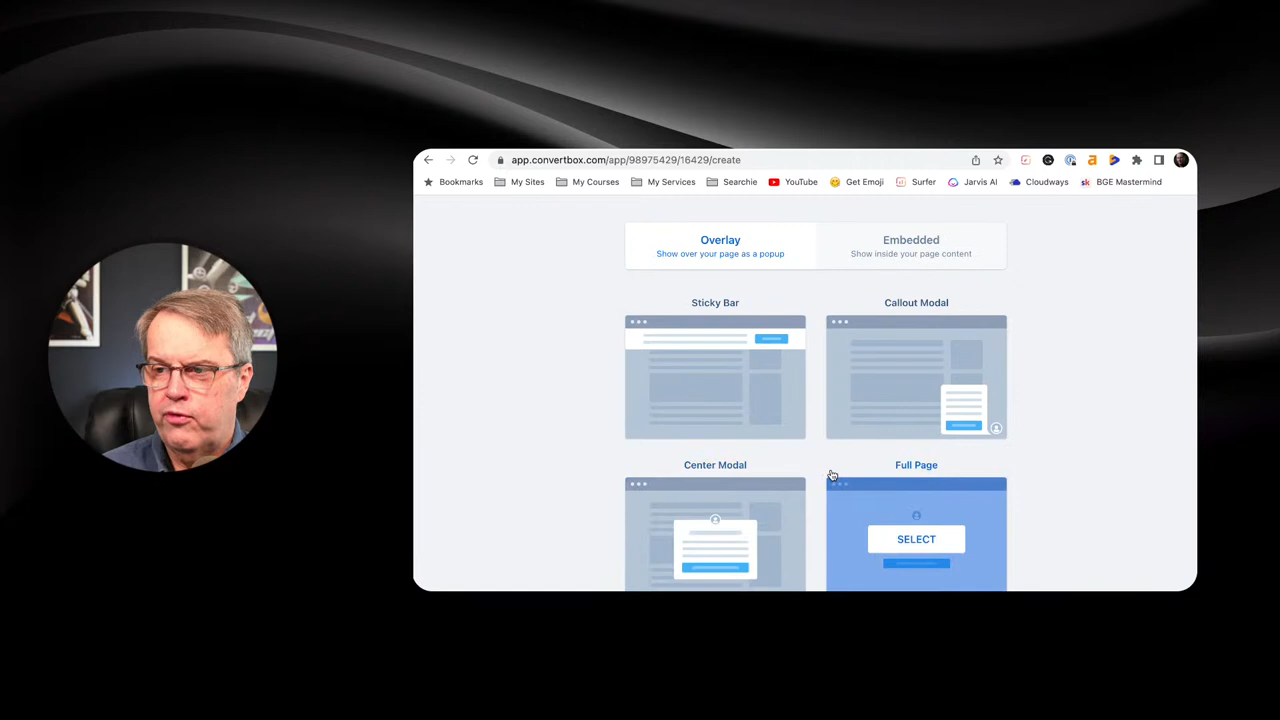 app.convertbox.com/app/98975429/16429/create
Bookmarks My Sites My Courses My Services Searchie YouTube Get Emoji Surfer Jarvis AI Cloudways BGE Mastermind
Overlay
Show over your page as a popup
Embedded
Show inside your page content
Sticky Bar
Callout Modal
Center Modal
Full Page
SELECT